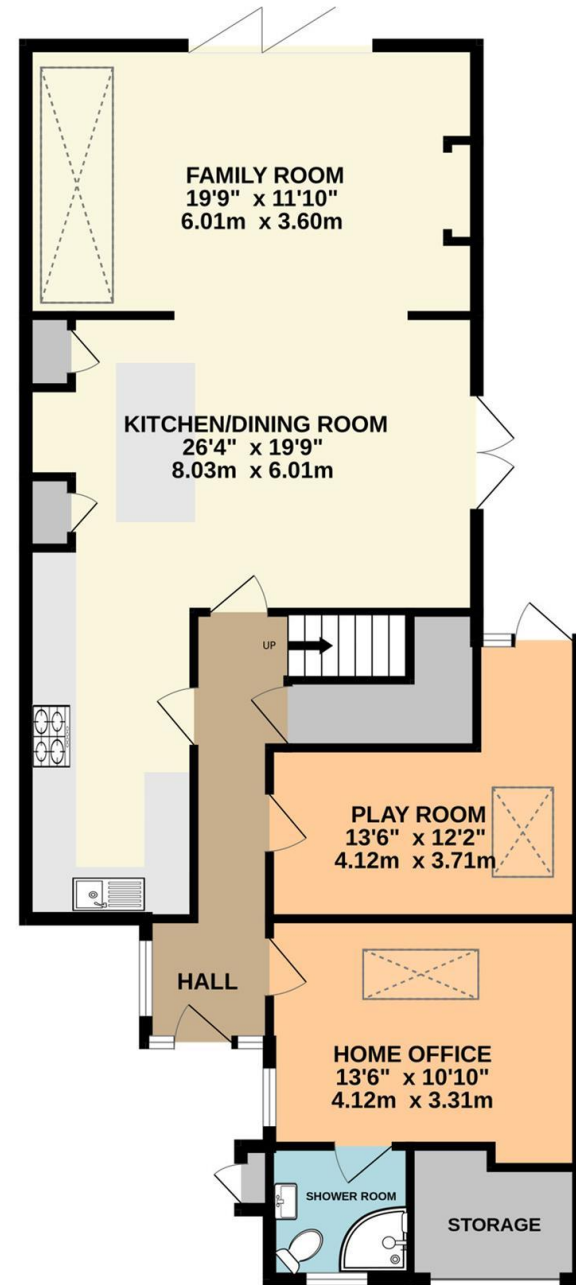 FAMILY ROOM
19'9" x 11'10"
6.01m x 3.60m
KITCHEN/DINING ROOM
26'4" x 19'9"
8.03m x 6.01m
UP
PLAY ROOM
13'6" x 12'2"
4.12m x 3.71m
HALL
HOME OFFICE
13'6" x 10'10"
4.12m x 3.31m
SHOWER ROOM
STORAGE